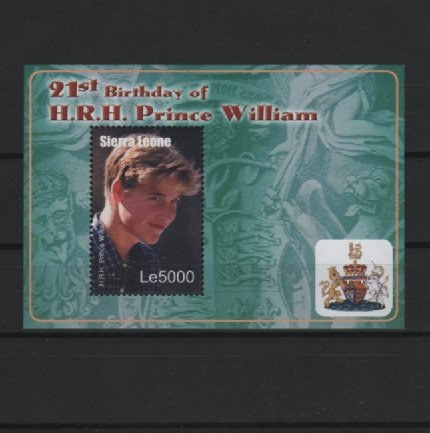 21st Birthday of
H.R.H. Prince William
Sierra Leone
H.R.H. Prince William
Le5000